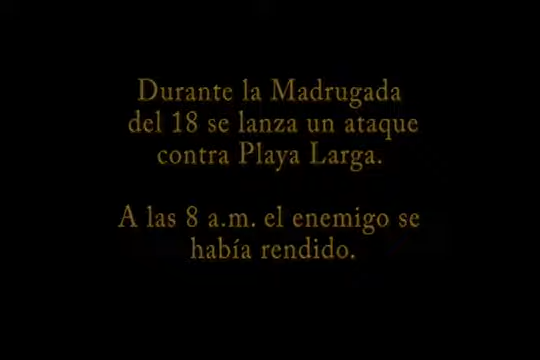 Durante la Madrugada
del 18 se lanza un ataque
contra Playa Larga.
A las 8 a.m. el enemigo se
había rendido.